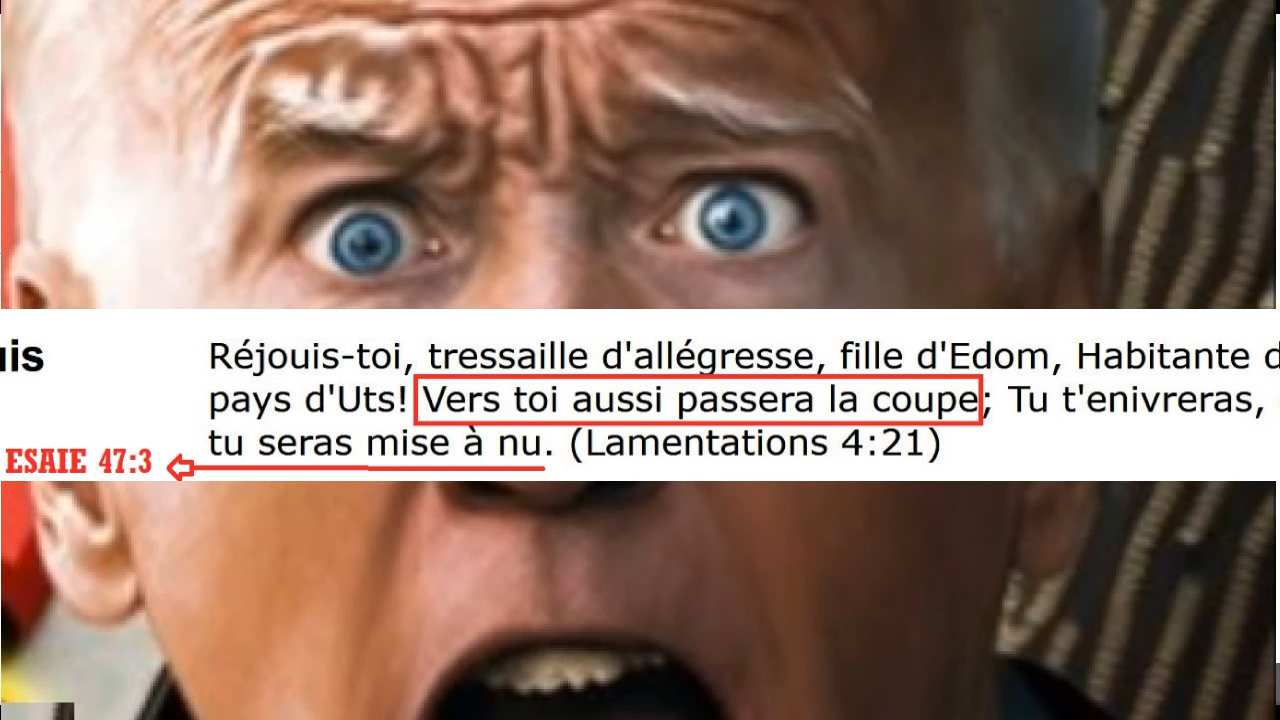 uis
Réjouis-toi, tressaille d'allégresse, fille d'Edom, Habitante d
pays d'Uts! Vers toi aussi passera la coupe; Tu t'enivreras,
tu seras mise à nu. (Lamentations 4:21)
ESAIE 47:3